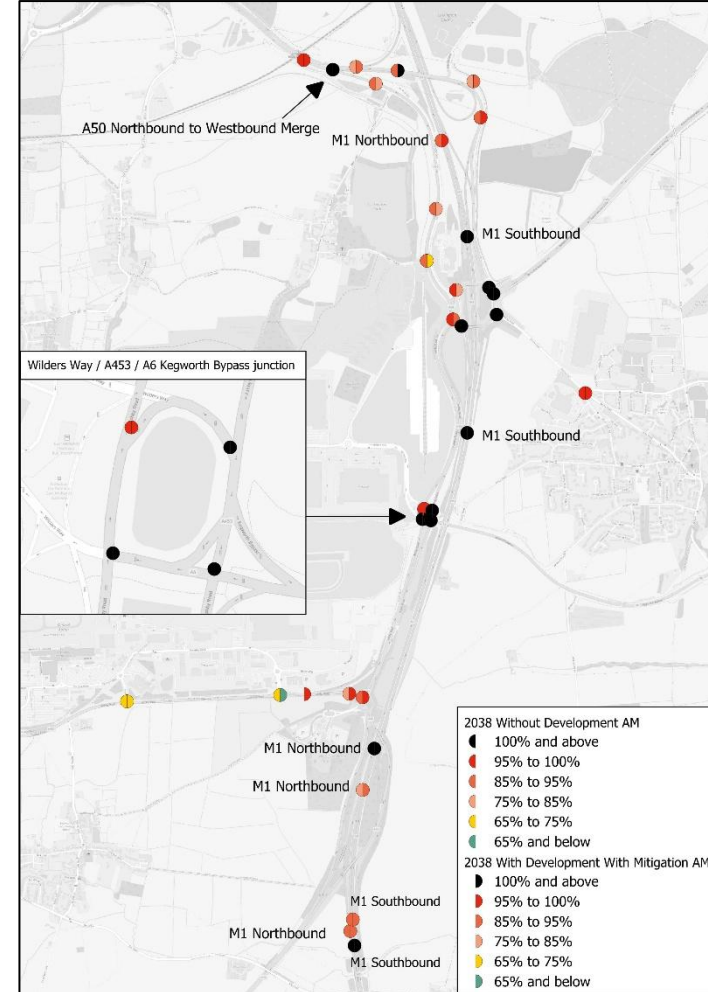 A50 Northbound to Westbound Merge
M1 Northbound
M1 Southbound
Wilders Way / A453 / A6 Kegworth Bypass junction
M1 Southbound
M1 Northbound
M1 Northbound
M1 Southbound
M1 Northbound
M1 Southbound
2038 Without Development AM
100% and above
95% to 100%
85% to 95%
75% to 85%
65% to 75%
65% and below
2038 With Development With Mitigation AM
100% and above
95% to 100%
85% to 95%
75% to 85%
65% to 75%
65% and below